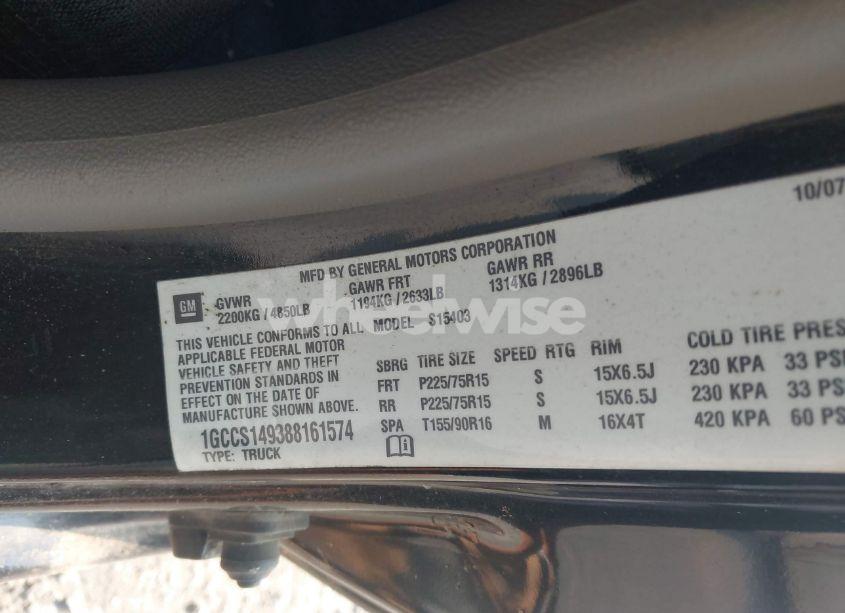 10/07
MFD BY GENERAL MOTORS CORPORATION
GM
GVWR GAWR FRT GAWR RR
2200KG / 4850LB 1194KG / 2633LB 1314KG / 2896LB
THIS VEHICLE CONFORMS TO ALL MODEL S15403
APPLICABLE FEDERAL MOTOR
VEHICLE SAFETY AND THEFT
PREVENTION STANDARDS IN
EFFECT ON THE DATE OF
MANUFACTURE SHOWN ABOVE.
1GCCS149388161574
TYPE: TRUCK
SBRG TIRE SIZE SPEED RTG RIM COLD TIRE PRES
FRT P225/75R15 S 15X6.5J 230 KPA 33 PSI
RR P225/75R15 S 15X6.5J 230 KPA 33 PS
SPA T155/90R16 M 16X4T 420 KPA 60 PS
wheelwise